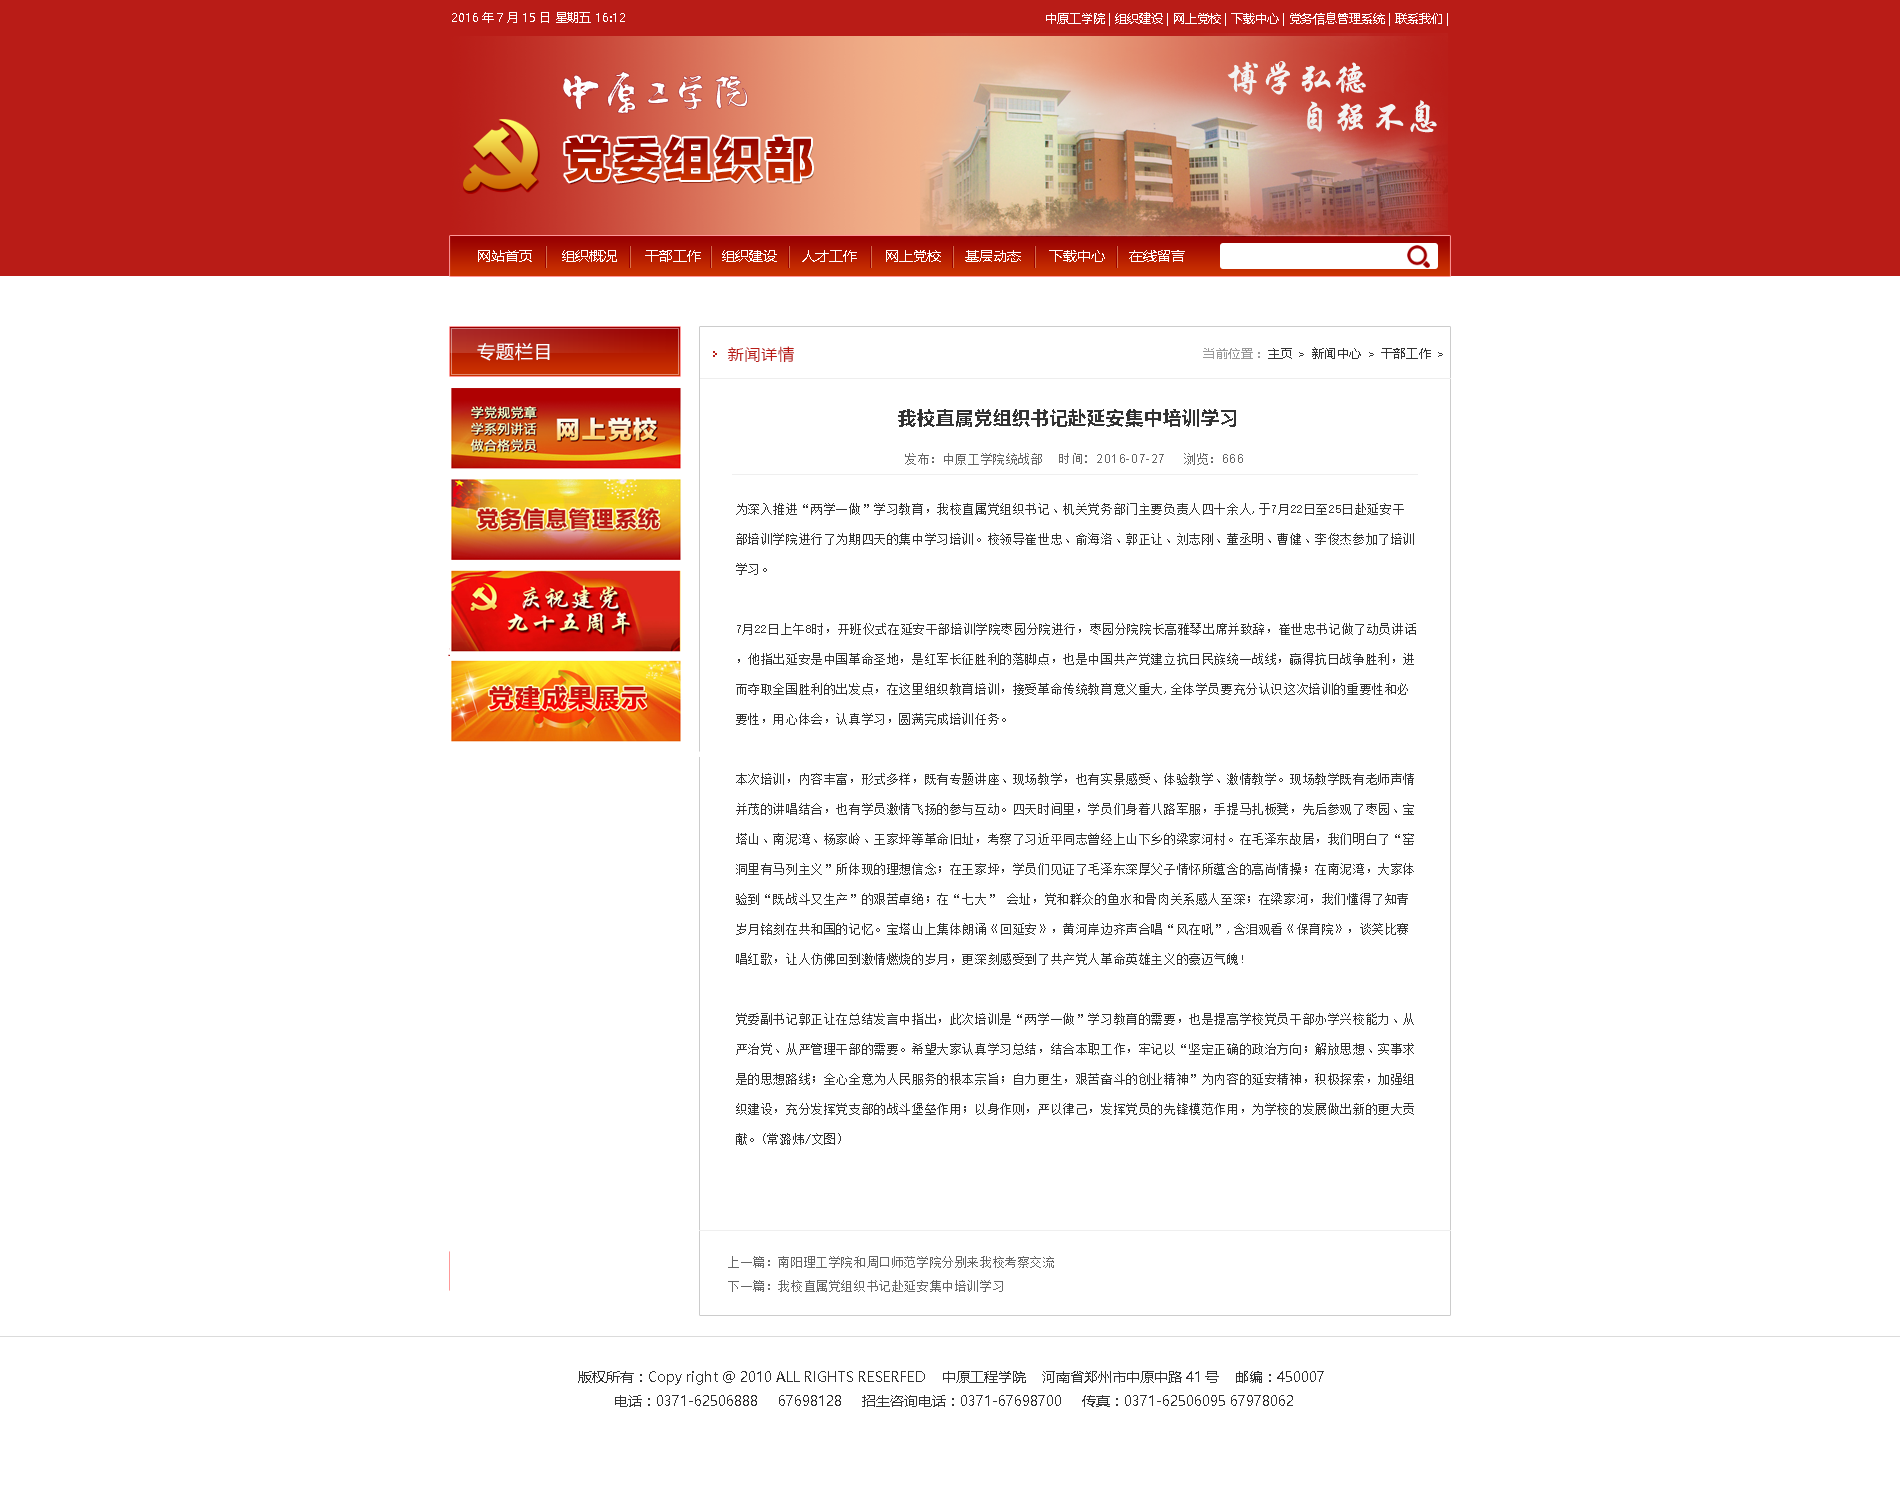 2016 年 7 月 15 日 星期五 16:12
中原工学院 | 组织建设 | 网上党校 | 下载中心 | 党务信息管理系统 | 联系我们 |
中原工学院
党委组织部
博学弘德
自强不息
网站首页 组织概况 干部工作 组织建设 人才工作 网上党校 基层动态 下载中心 在线留言
专题栏目
学党规党章
学系列讲话
做合格党员
网上党校
党务信息管理系统
庆祝建党
九十五周年
党建成果展示
新闻详情
当前位置： 主页 > 新闻中心 > 干部工作 >
我校直属党组织书记赴延安集中培训学习
发布：中原工学院统战部 时间：2016-07-27 浏览：666
为深入推进“两学一做”学习教育，我校直属党组织书记、机关党务部门主要负责人四十余人，于7月22日至25日赴延安干
部培训学院进行了为期四天的集中学习培训。校领导崔世忠、俞海洛、郭正让、刘志刚、董丞明、曹健、李俊杰参加了培训
学习。
7月22日上午8时，开班仪式在延安干部培训学院枣园分院进行，枣园分院院长高雅琴出席并致辞，崔世忠书记做了动员讲话
，他指出延安是中国革命圣地，是红军长征胜利的落脚点，也是中国共产党建立抗日民族统一战线，赢得抗日战争胜利，进
而夺取全国胜利的出发点，在这里组织教育培训，接受革命传统教育意义重大，全体学员要充分认识这次培训的重要性和必
要性，用心体会，认真学习，圆满完成培训任务。
本次培训，内容丰富，形式多样，既有专题讲座、现场教学，也有实景感受、体验教学、激情教学。现场教学既有老师声情
并茂的讲唱结合，也有学员激情飞扬的参与互动。四天时间里，学员们身着八路军服，手提马扎板凳，先后参观了枣园、宝
塔山、南泥湾、杨家岭、王家坪等革命旧址，考察了习近平同志曾经上山下乡的梁家河村。在毛泽东故居，我们明白了“窑
洞里有马列主义”所体现的理想信念；在王家坪，学员们见证了毛泽东深厚父子情怀所蕴含的高尚情操；在南泥湾，大家体
验到“既战斗又生产”的艰苦卓绝；在“七大” 会址，党和群众的鱼水和骨肉关系感人至深；在梁家河，我们懂得了知青
岁月铭刻在共和国的记忆。宝塔山上集体朗诵《回延安》，黄河岸边齐声合唱“风在吼”，含泪观看《保育院》，谈笑比赛
唱红歌，让人仿佛回到激情燃烧的岁月，更深刻感受到了共产党人革命英雄主义的豪迈气魄！
党委副书记郭正让在总结发言中指出，此次培训是“两学一做”学习教育的需要，也是提高学校党员干部办学兴校能力、从
严治党、从严管理干部的需要。希望大家认真学习总结，结合本职工作，牢记以“坚定正确的政治方向；解放思想、实事求
是的思想路线；全心全意为人民服务的根本宗旨；自力更生，艰苦奋斗的创业精神”为内容的延安精神，积极探索，加强组
织建设，充分发挥党支部的战斗堡垒作用；以身作则，严以律己，发挥党员的先锋模范作用，为学校的发展做出新的更大贡
献。(常潞炜/文图)
上一篇：南阳理工学院和周口师范学院分别来我校考察交流
下一篇：我校直属党组织书记赴延安集中培训学习
版权所有：Copy right @ 2010 ALL RIGHTS RESERFED 中原工程学院 河南省郑州市中原中路 41 号 邮编：450007
电话：0371-62506888 67698128 招生咨询电话：0371-67698700 传真：0371-62506095 67978062